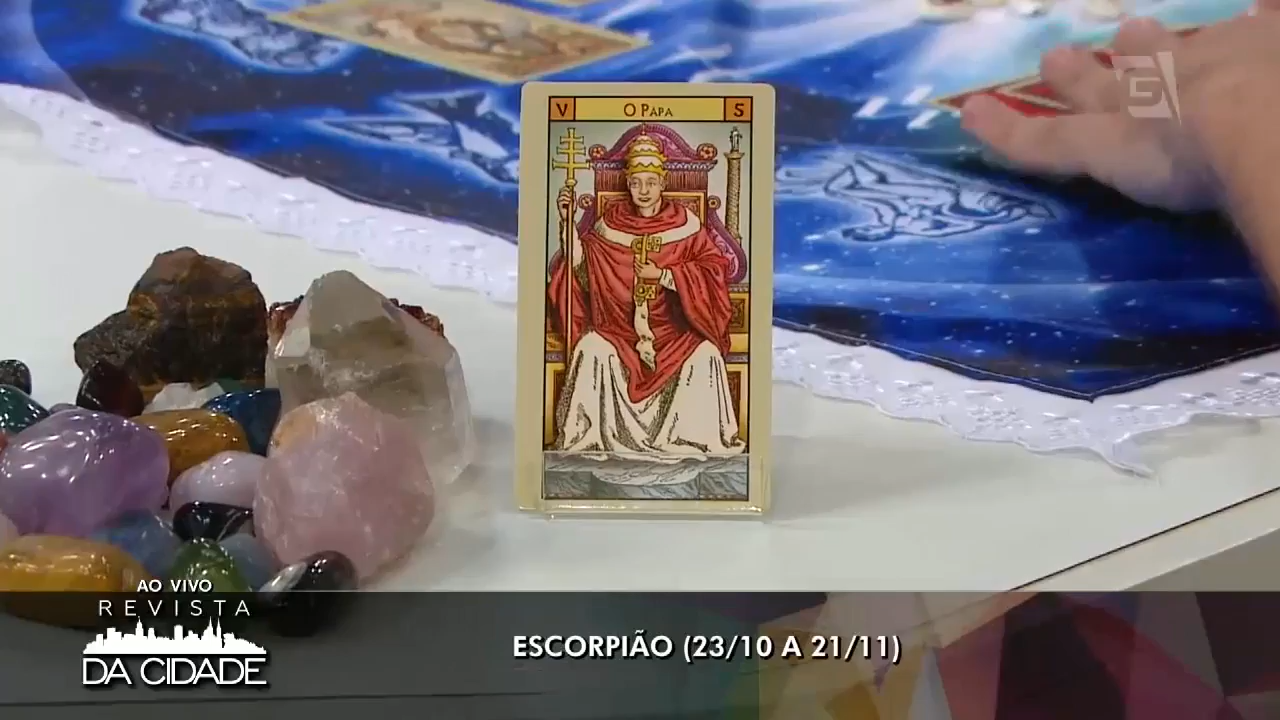 V O PAPA 5
AO VIVO
REVISTA
DA CIDADE
ESCORPIÃO (23/10 A 21/11)